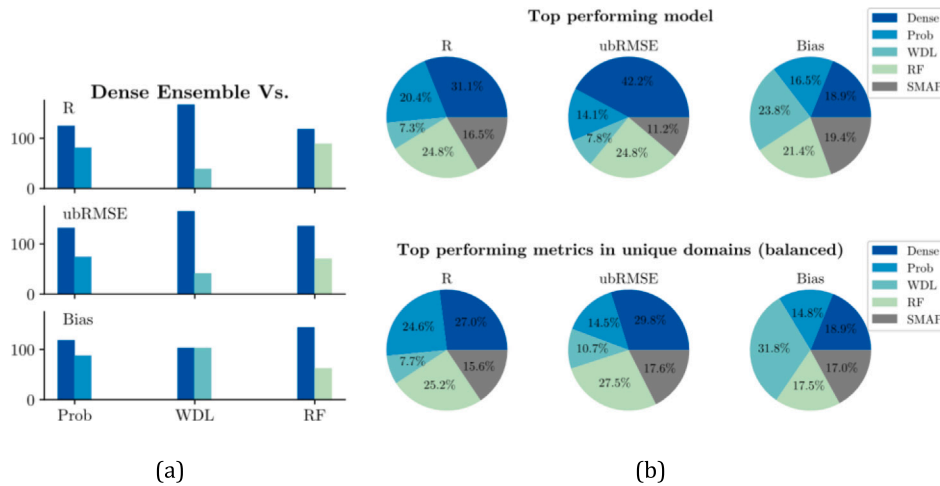 Dense Ensemble Vs.
R
100
0
ubRMSE
100
0
Bias
100
0
Prob WDL RF
(a)
Top performing model
R
31.1%
20.4%
7.3%
24.8%
16.5%
ubRMSE
42.2%
14.1%
7.8%
24.8%
11.2%
Bias
18.9%
16.5%
23.8%
21.4%
19.4%
Dense
Prob
WDL
RF
SMAP
Top performing metrics in unique domains (balanced)
R
27.0%
24.6%
7.7%
25.2%
15.6%
ubRMSE
29.8%
14.5%
10.7%
27.5%
17.6%
Bias
18.9%
14.8%
31.8%
17.5%
17.0%
Dense
Prob
WDL
RF
SMAP
(b)